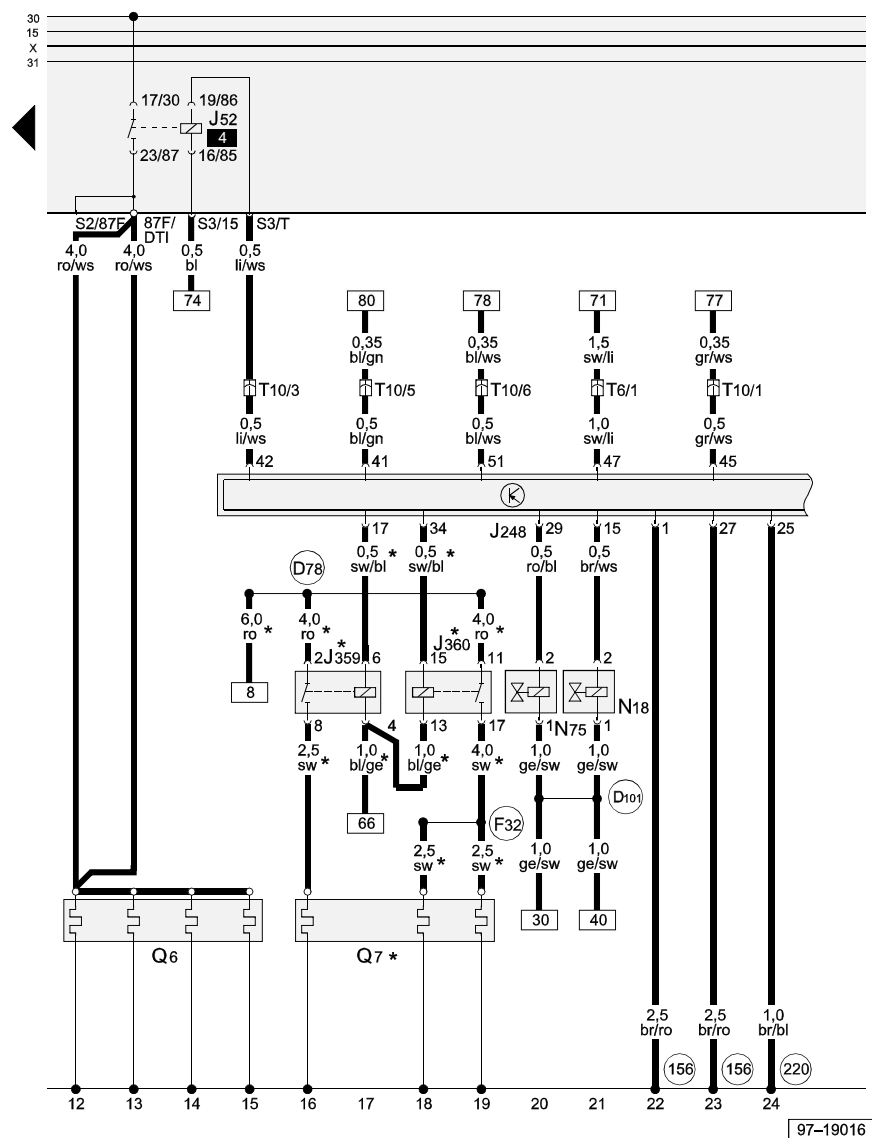 30
15
X
31
17/30 19/86
J52
4
23/87 16/85
S2/87F 87F/DTI S3/15 S3/T
4,0 4,0 0,5 0,5
ro/ws ro/ws bl li/ws
74 80 78 71 77
0,35 0,35 1,5 0,35
bl/gn bl/ws sw/li gr/ws
T10/3 T10/5 T10/6 T6/1 T10/1
0,5 0,5 0,5 1,0 0,5
li/ws bl/gn bl/ws sw/li gr/ws
42 41 51 47 45
17 34 J248 29 15 1 27 25
0,5 * 0,5 * 0,5 0,5
sw/bl sw/bl ro/bl br/ws
D78
6,0 4,0 4,0
ro * ro * ro *
* *
2 J359 6 J360 15 11 2 2
8
N18
8 4 13 17 1 N75 1
2,5 1,0 1,0 4,0 1,0 1,0
sw * bl/ge * bl/ge * sw * ge/sw ge/sw
D101
66 F32
2,5 2,5 1,0 1,0
sw * sw * ge/sw ge/sw
30 40
Q6 Q7 *
2,5 2,5 1,0
br/ro br/ro br/bl
156 156 220
12 13 14 15 16 17 18 19 20 21 22 23 24
97–19016